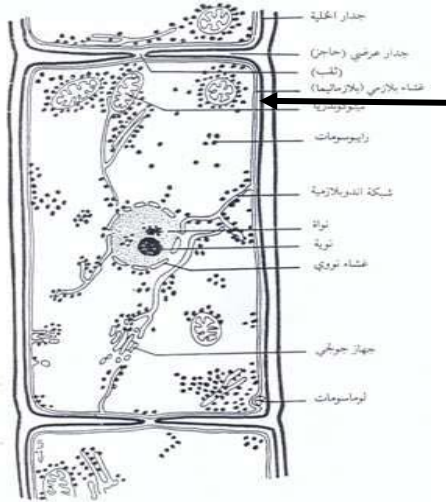 جدار الخلية
جدار عرضي (حاجز)
(ثقب)
غشاء بلازمي (بلازماليما)
ميتوكوندرية
رايبوسومات
شبكة اندوبلازمية
نواة
نوية
غشاء نووي
جهاز جولجي
لوماسومات